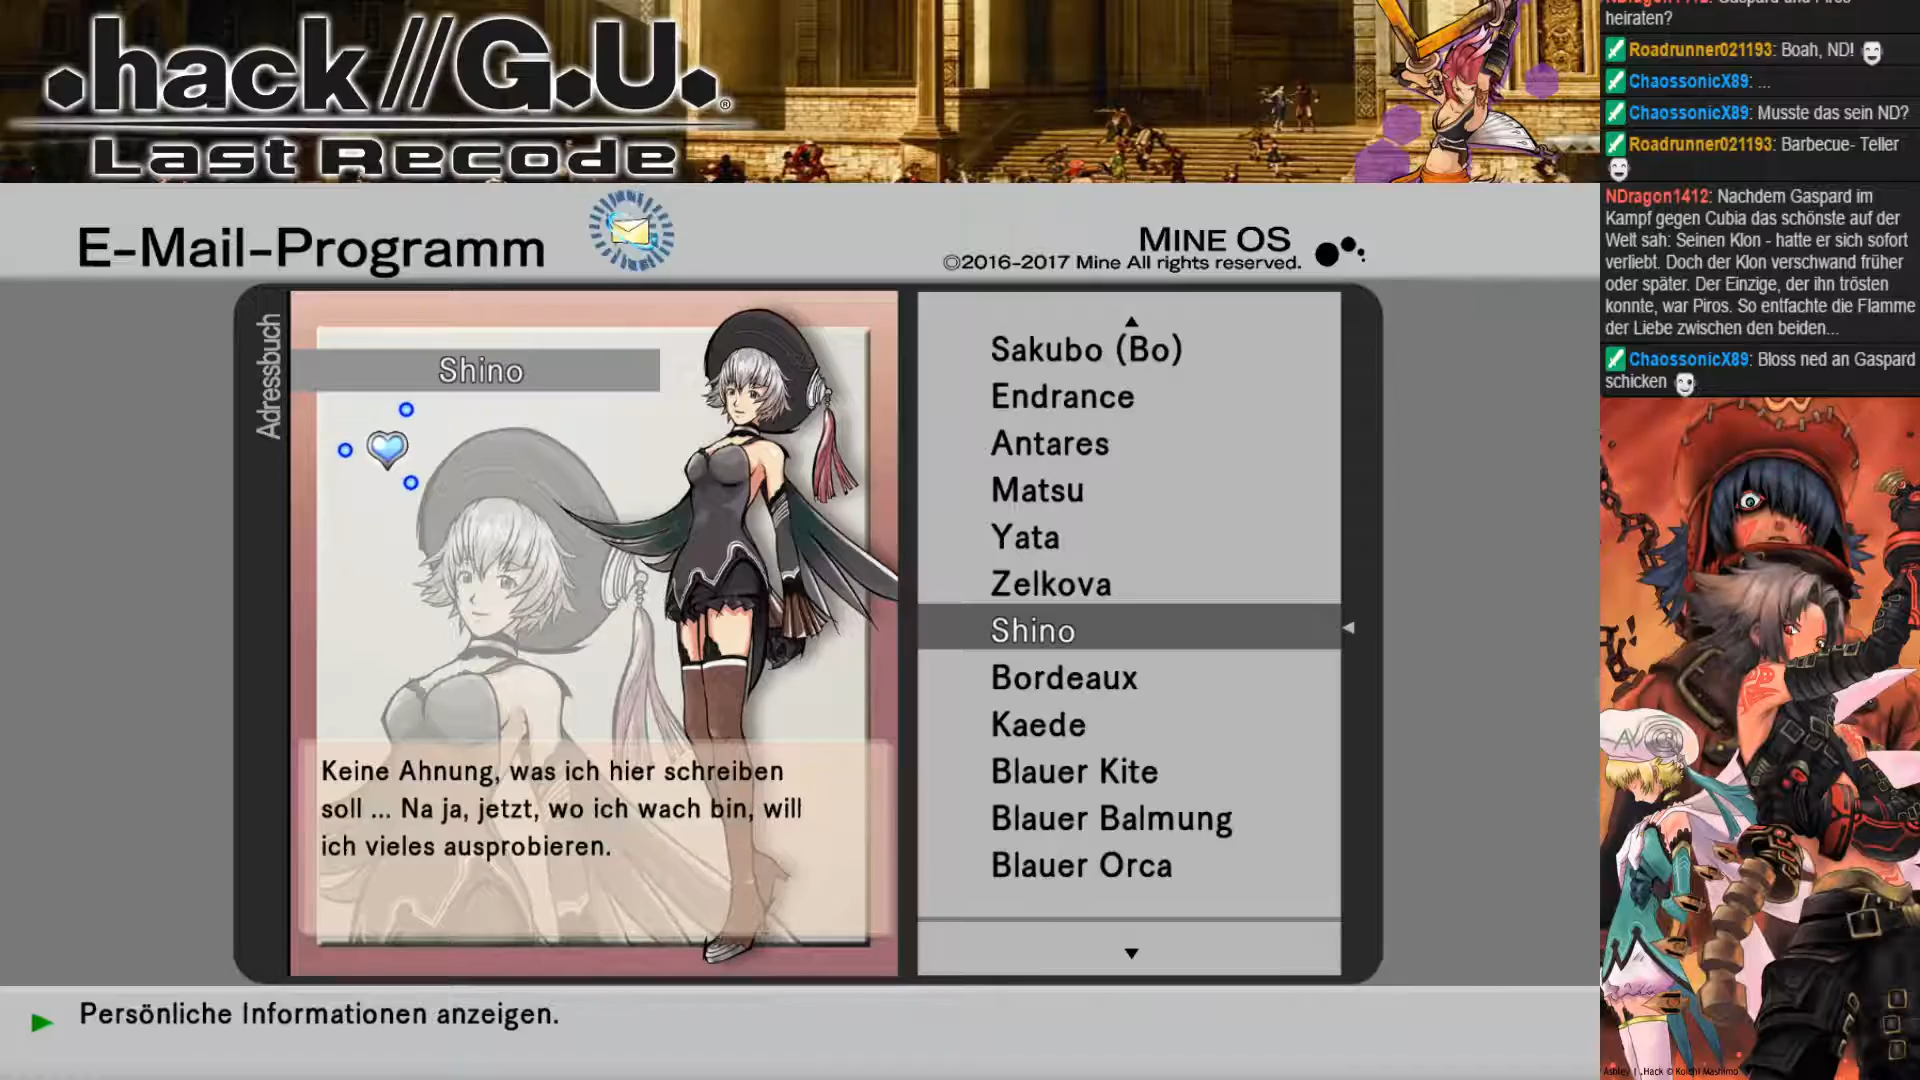 .hack//G.U.®
Last Recode
E-Mail-Programm
MINE OS
©2016-2017 Mine All rights reserved.
Adressbuch
Shino
Keine Ahnung, was ich hier schreiben
soll ... Na ja, jetzt, wo ich wach bin, will
ich vieles ausprobieren.
Sakubo (Bo)
Endrance
Antares
Matsu
Yata
Zelkova
Shino
Bordeaux
Kaede
Blauer Kite
Blauer Balmung
Blauer Orca
Persönliche Informationen anzeigen.
heiraten?
Roadrunner021193: Boah, ND!
ChaossonicX89: ...
ChaossonicX89: Musste das sein ND?
Roadrunner021193: Barbecue- Teller
NDragon1412: Nachdem Gaspard im
Kampf gegen Cubia das schönste auf der
Welt sah: Seinen Klon - hatte er sich sofort
verliebt. Doch der Klon verschwand früher
oder später. Der Einzige, der ihn trösten
konnte, war Piros. So entfachte die Flamme
der Liebe zwischen den beiden...
ChaossonicX89: Bloss ned an Gaspard
schicken
.Hack © Koichi Mashimo